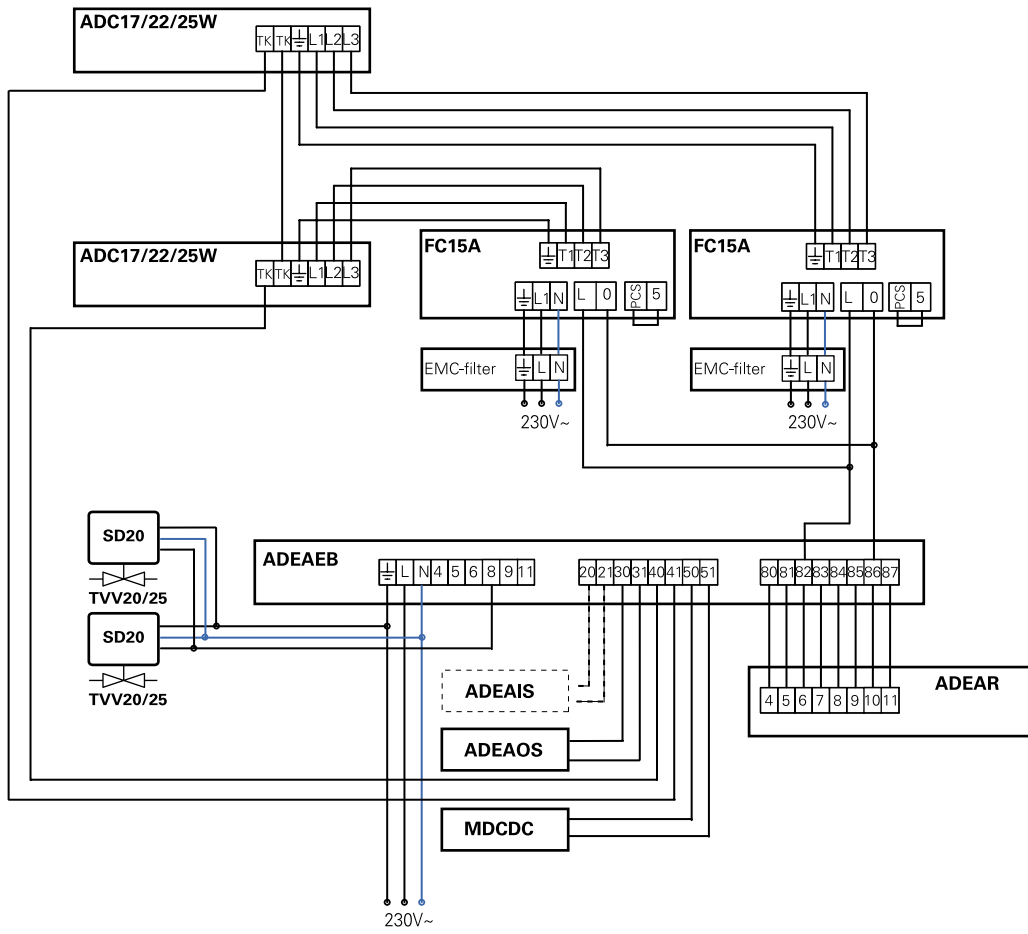 ADC17/22/25W
TK TK L1 L2 L3
ADC17/22/25W
TK TK L1 L2 L3
FC15A
T1 T2 T3
L1 N L 0 PCS 5
EMC-filter L N
230V~
FC15A
T1 T2 T3
L1 N L 0 PCS 5
EMC-filter L N
230V~
SD20
TVV20/25
SD20
TVV20/25
ADEAEB
L N 4 5 6 8 9 11
20 21 30 31 40 41 50 51
80 81 82 83 84 85 86 87
ADEAIS
ADEAOS
MDCDC
ADEAR
4 5 6 7 8 9 10 11
230V~